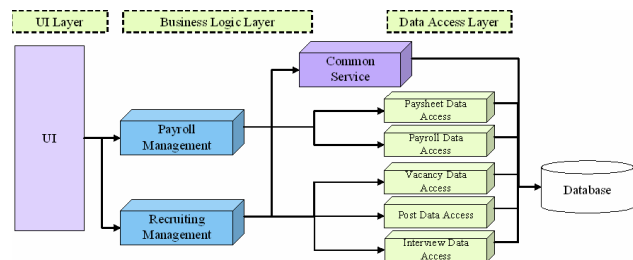 UI Layer
Business Logic Layer
Data Access Layer
Common
Service
UI
Payroll
Management
Recruiting
Management
Paysheet Data
Access
Payroll Data
Access
Vacancy Data
Access
Post Data Access
Interview Data
Access
Database